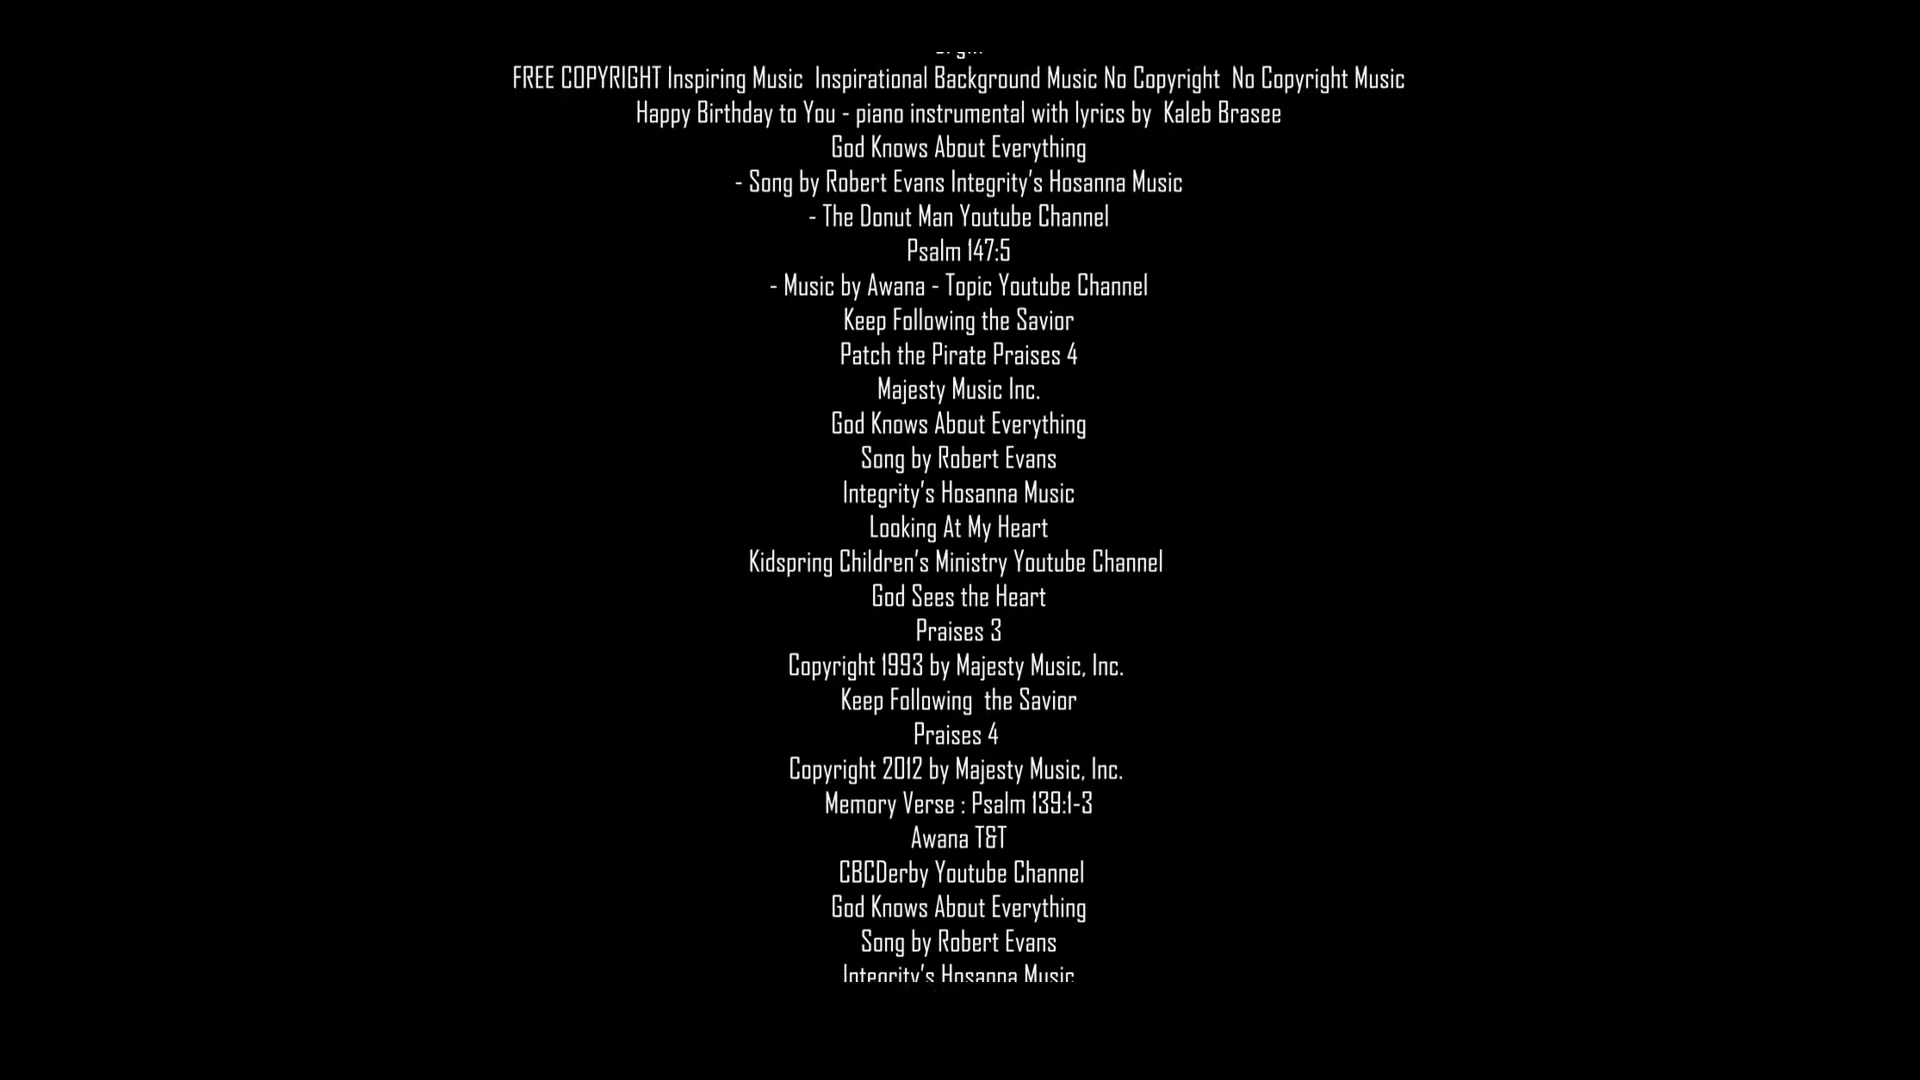 FREE COPYRIGHT Inspiring Music  Inspirational Background Music No Copyright  No Copyright Music
Happy Birthday to You - piano instrumental with lyrics by  Kaleb Brasee
God Knows About Everything
- Song by Robert Evans Integrity's Hosanna Music
- The Donut Man Youtube Channel
Psalm 147:5
- Music by Awana - Topic Youtube Channel
Keep Following the Savior
Patch the Pirate Praises 4
Majesty Music Inc.
God Knows About Everything
Song by Robert Evans
Integrity's Hosanna Music
Looking At My Heart
Kidspring Children's Ministry Youtube Channel
God Sees the Heart
Praises 3
Copyright 1993 by Majesty Music, Inc.
Keep Following  the Savior
Praises 4
Copyright 2012 by Majesty Music, Inc.
Memory Verse : Psalm 139:1-3
Awana T&T
CBCDerby Youtube Channel
God Knows About Everything
Song by Robert Evans
Integrity's Hosanna Music